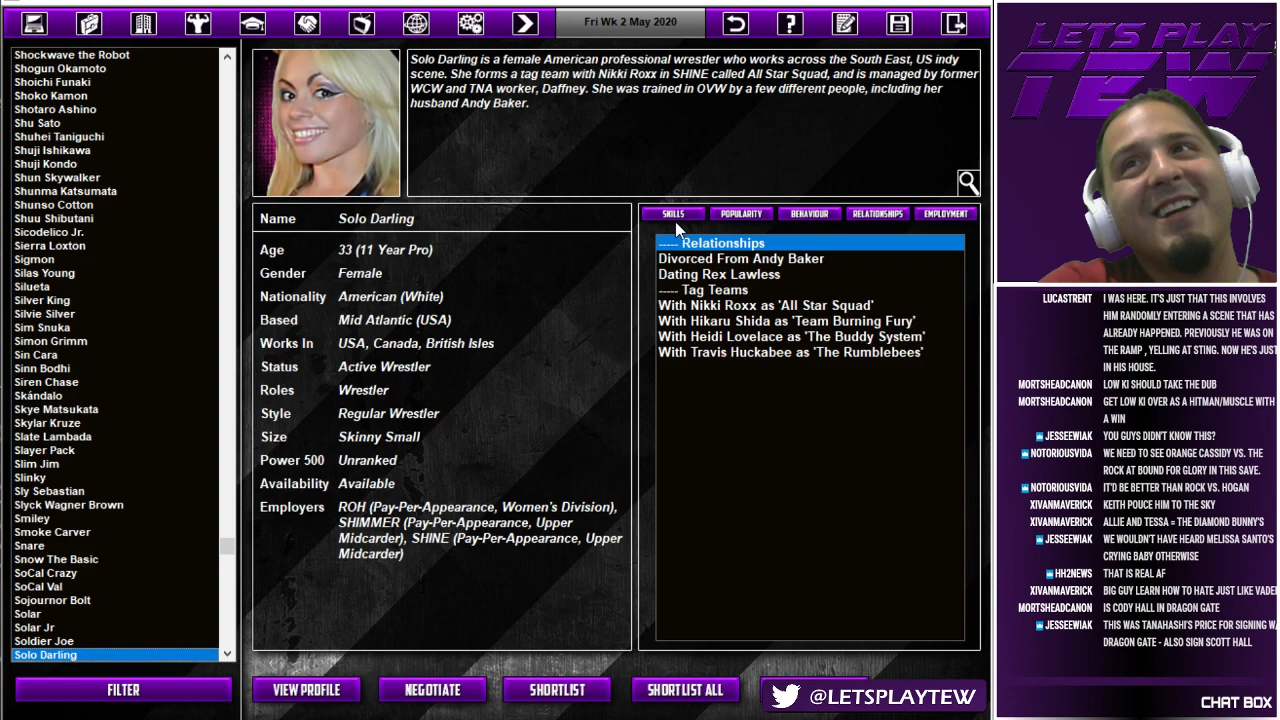 Fri Wk 2 May 2020
Shockwave the Robot
Shogun Okamoto
Shoichi Funaki
Shoko Kamon
Shotaro Ashino
Shu Sato
Shuhei Taniguchi
Shuji Ishikawa
Shuji Kondo
Shun Skywalker
Shunma Katsumata
Shunso Cotton
Shuu Shibutani
Sicodelico Jr.
Sierra Loxton
Sigmon
Silas Young
Silueta
Silver King
Silvie Silver
Sim Snuka
Simon Grimm
Sin Cara
Sinn Bodhi
Siren Chase
Skándalo
Skye Matsukata
Skylar Kruze
Slate Lambada
Slayer Pack
Slim Jim
Slinky
Sly Sebastian
Slyck Wagner Brown
Smiley
Smoke Carver
Snare
Snow The Basic
SoCal Crazy
SoCal Val
Sojournor Bolt
Solar
Solar Jr
Soldier Joe
Solo Darling
FILTER
Solo Darling is a female American professional wrestler who works across the South East, US indy
scene. She forms a tag team with Nikki Roxx in SHINE called All Star Squad, and is managed by former
WCW and TNA worker, Daffney. She was trained in OVW by a few different people, including her
husband Andy Baker.
Name Solo Darling
Age 33 (11 Year Pro)
Gender Female
Nationality American (White)
Based Mid Atlantic (USA)
Works In USA, Canada, British Isles
Status Active Wrestler
Roles Wrestler
Style Regular Wrestler
Size Skinny Small
Power 500 Unranked
Availability Available
Employers ROH (Pay-Per-Appearance, Women's Division),
SHIMMER (Pay-Per-Appearance, Upper
Midcarder), SHINE (Pay-Per-Appearance, Upper
Midcarder)
SKILLS POPULARITY BEHAVIOUR RELATIONSHIPS EMPLOYMENT
----- Relationships
Divorced From Andy Baker
Dating Rex Lawless
----- Tag Teams
With Nikki Roxx as 'All Star Squad'
With Hikaru Shida as 'Team Burning Fury'
With Heidi Lovelace as 'The Buddy System'
With Travis Huckabee as 'The Rumblebees'
VIEW PROFILE NEGOTIATE SHORTLIST SHORTLIST ALL
@LETSPLAYTEW
LETS PLAY
TEW
LUCASTRENT I WAS HERE. IT'S JUST THAT THIS INVOLVES
HIM RANDOMLY ENTERING A SCENE THAT HAS
ALREADY HAPPENED. PREVIOUSLY HE WAS ON
THE RAMP , YELLING AT STING. NOW HE'S JUST
IN HIS HOUSE.
MORTSHEADCANON LOW KI SHOULD TAKE THE DUB
MORTSHEADCANON GET LOW KI OVER AS A HITMAN/MUSCLE WITH
A WIN
JESSEEWIAK YOU GUYS DIDN'T KNOW THIS?
NOTORIOUSVIDA WE NEED TO SEE ORANGE CASSIDY VS. THE
ROCK AT BOUND FOR GLORY IN THIS SAVE.
NOTORIOUSVIDA IT'D BE BETTER THAN ROCK VS. HOGAN
XIVANMAVERICK KEITH POUCE HIM TO THE SKY
XIVANMAVERICK ALLIE AND TESSA = THE DIAMOND BUNNY'S
JESSEEWIAK WE WOULDN'T HAVE HEARD MELISSA SANTO'S
CRYING BABY OTHERWISE
HH2NEWS THAT IS REAL AF
XIVANMAVERICK BIG GUY LEARN HOW TO HATE JUST LIKE VADE
MORTSHEADCANON IS CODY HALL IN DRAGON GATE
JESSEEWIAK THIS WAS TANAHASHI'S PRICE FOR SIGNING W/
DRAGON GATE - ALSO SIGN SCOTT HALL
CHAT BOX